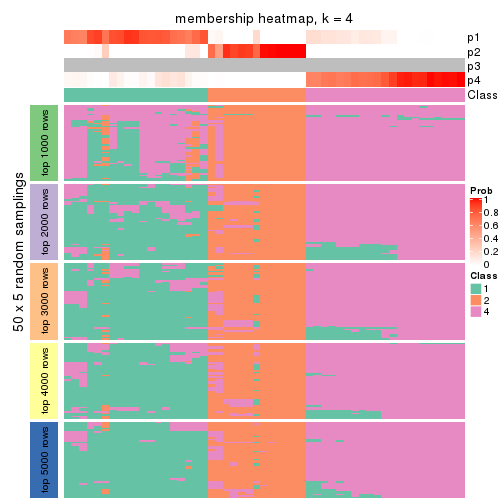 membership heatmap, k = 4
p1
p2
p3
p4
Class
50 x 5 random samplings
top 1000 rows
top 2000 rows
top 3000 rows
top 4000 rows
top 5000 rows
Prob
1
0.8
0.6
0.4
0.2
0
Class
1
2
4